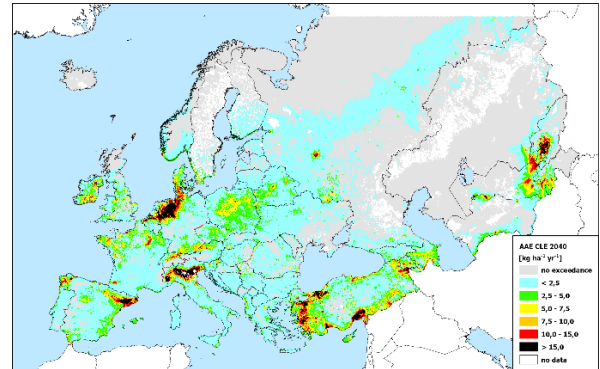 AAE CLE 2040
[kg ha⁻¹ yr⁻¹]
no exceedance
< 2,5
2,5 - 5,0
5,0 - 7,5
7,5 - 10,0
10,0 - 15,0
> 15,0
no data